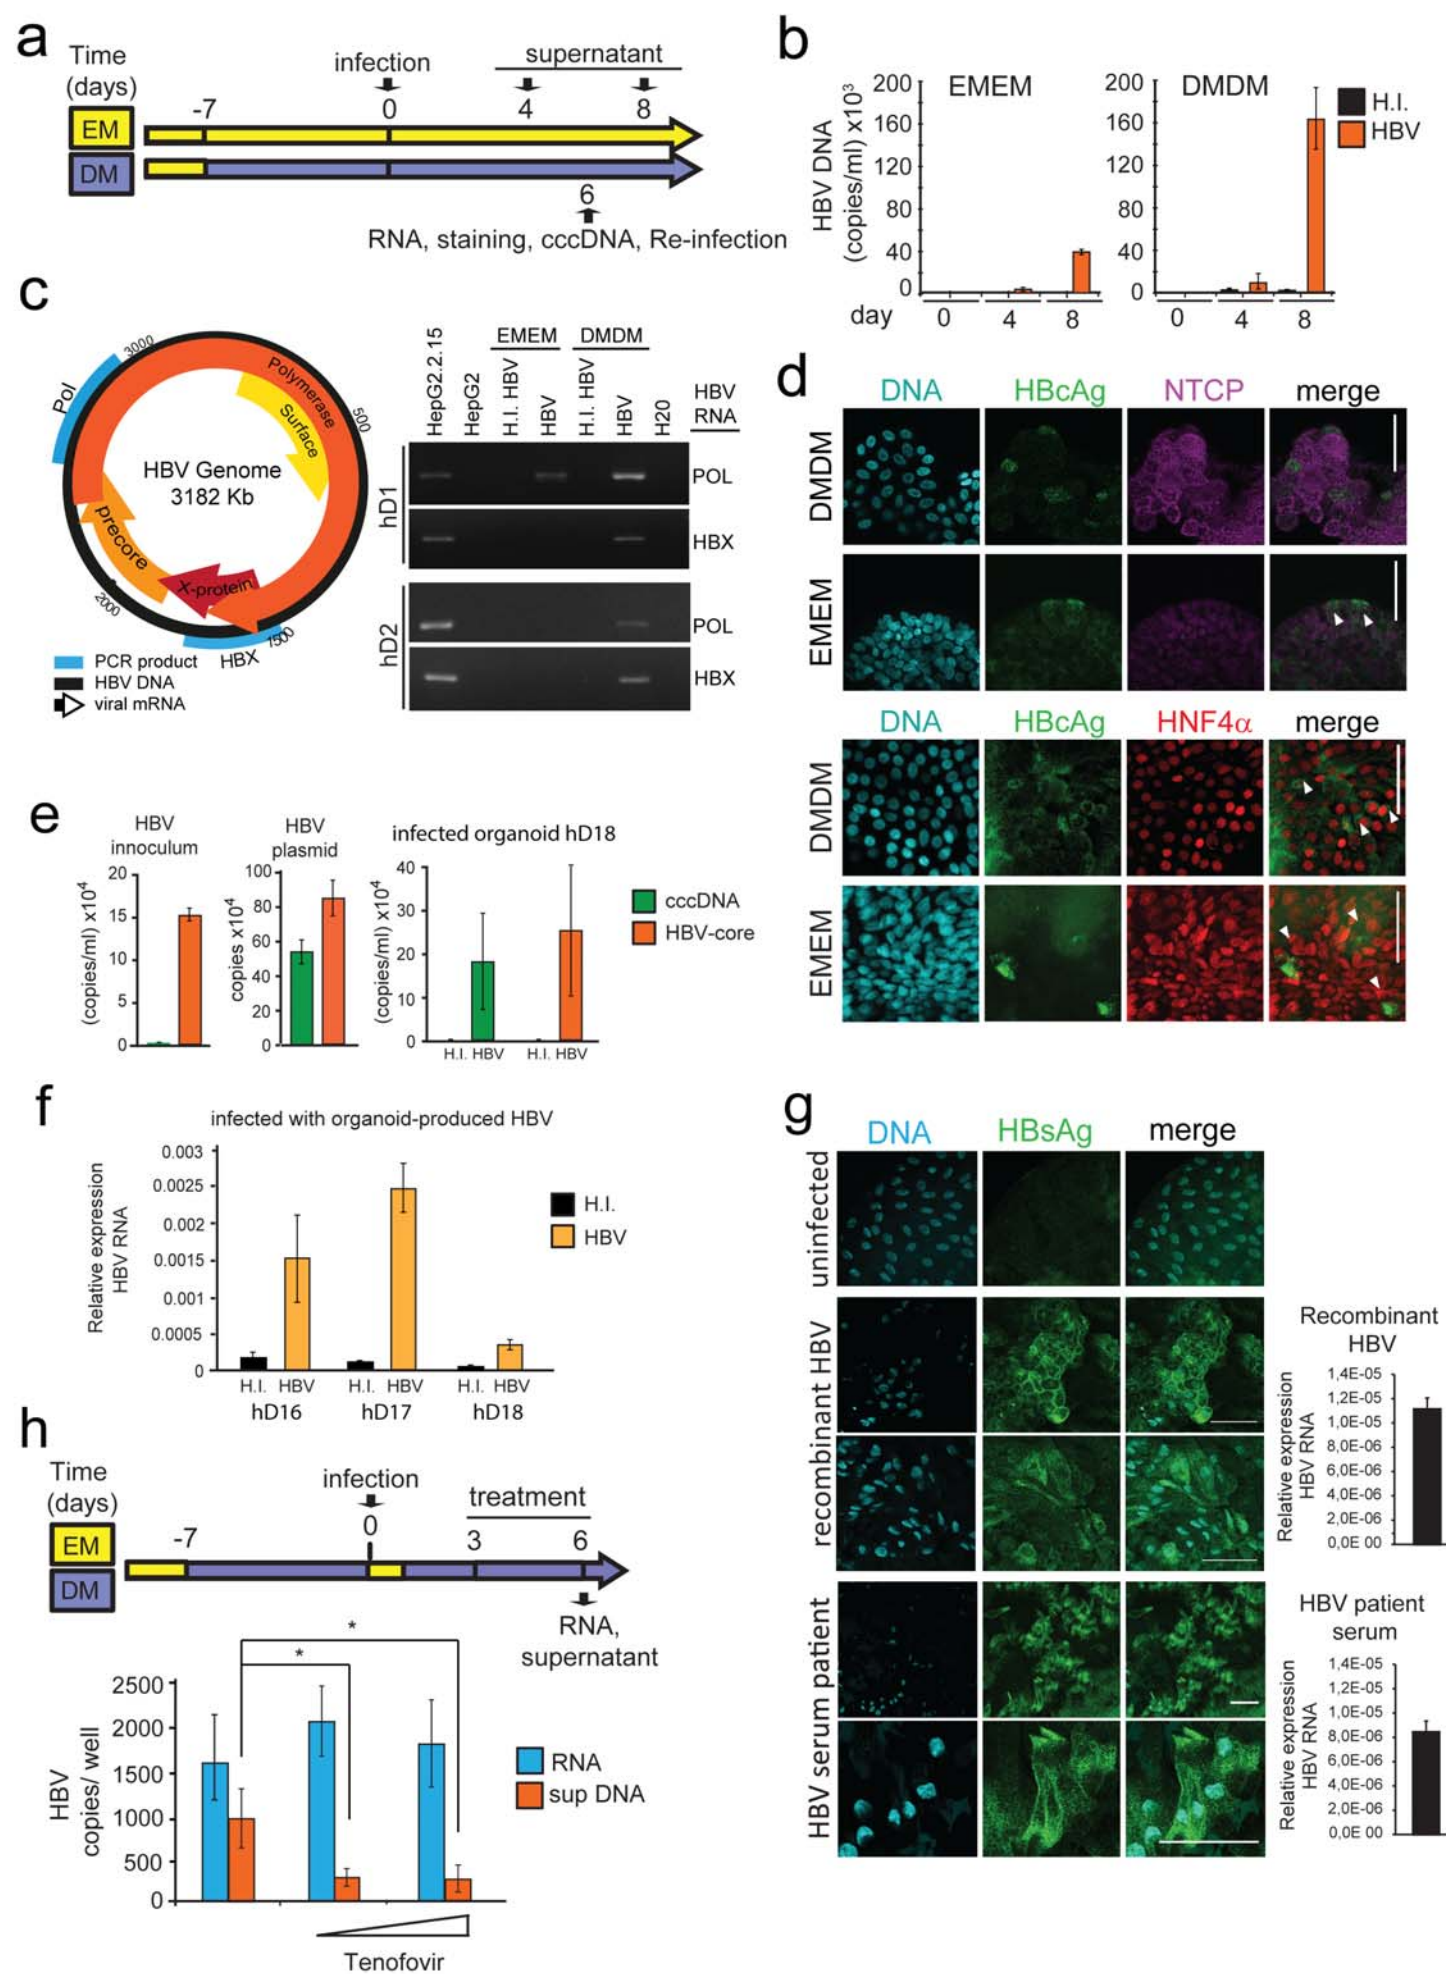 a
Time
(days)
infection
supernatant
-7
0
4
8
EM
DM
6
RNA, staining, cccDNA, Re-infection
b
HBV DNA
(copies/ml) x10³
200
160
120
80
40
0
EMEM
200
160
120
80
40
0
DMDM
H.I.
HBV
day
0
4
8
0
4
8
c
Pol
3000
Polymerase
Surface
500
HBV Genome
3182 Kb
precore
X-protein
2000
1500
HBX
PCR product
HBV DNA
viral mRNA
EMEM
DMDM
HepG2.2.15
HepG2
H.I. HBV
HBV
H.I. HBV
HBV
H20
HBV
RNA
hD1
POL
HBX
hD2
POL
HBX
d
DNA
HBcAg
NTCP
merge
DMDM
EMEM
DNA
HBcAg
HNF4α
merge
DMDM
EMEM
e
HBV
innoculum
(copies/ml) x10⁴
20
15
10
5
0
HBV
plasmid
copies x10⁴
100
80
60
40
20
0
infected organoid hD18
(copies/ml) x10⁴
40
30
20
10
0
H.I. HBV
H.I. HBV
cccDNA
HBV-core
f
infected with organoid-produced HBV
Relative expression
HBV RNA
0.003
0.0025
0.002
0.0015
0.001
0.0005
0
H.I.
HBV
H.I. HBV
H.I. HBV
H.I. HBV
hD16
hD17
hD18
g
DNA
HBsAg
merge
uninfected
recombinant HBV
HBV serum patient
Recombinant
HBV
Relative expression
HBV RNA
1,4E-05
1,2E-05
1,0E-05
8,0E-06
6,0E-06
4,0E-06
2,0E-06
0,0E 00
HBV patient
serum
Relative expression
HBV RNA
1,4E-05
1,2E-05
1,0E-05
8,0E-06
6,0E-06
4,0E-06
2,0E-06
0,0E 00
h
Time
(days)
infection
treatment
-7
0
3
6
EM
DM
RNA,
supernatant
*
*
HBV
copies/ well
2500
2000
1500
1000
500
0
RNA
sup DNA
Tenofovir